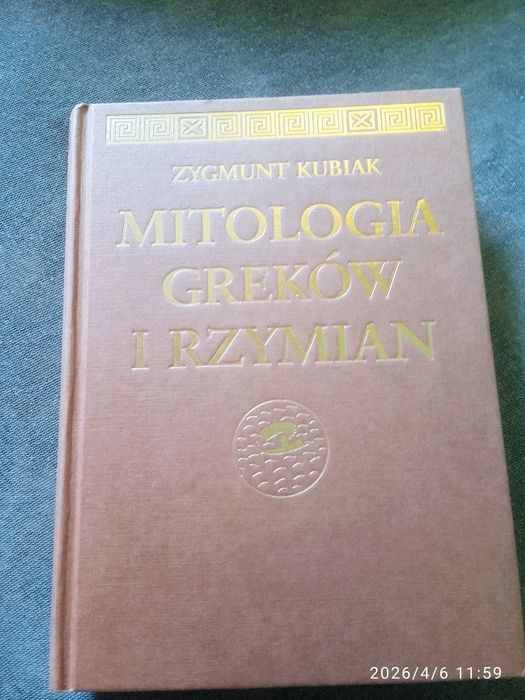 ZYGMUNT KUBIAK
MITOLOGIA
GREKÓW
I RZYMIAN
2026/4/6 11:59